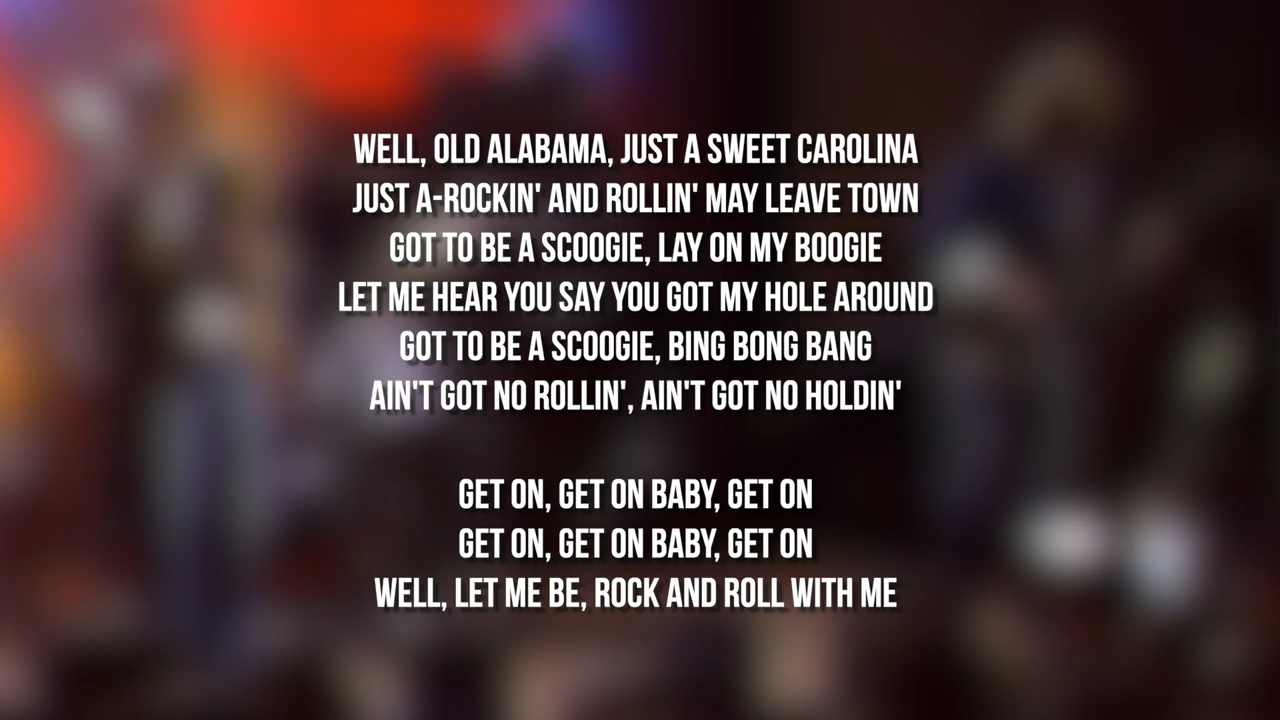 WELL, OLD ALABAMA, JUST A SWEET CAROLINA
JUST A-ROCKIN' AND ROLLIN' MAY LEAVE TOWN
GOT TO BE A SCOOGIE, LAY ON MY BOOGIE
LET ME HEAR YOU SAY YOU GOT MY HOLE AROUND
GOT TO BE A SCOOGIE, BING BONG BANG
AIN'T GOT NO ROLLIN', AIN'T GOT NO HOLDIN'
GET ON, GET ON BABY, GET ON
GET ON, GET ON BABY, GET ON
WELL, LET ME BE, ROCK AND ROLL WITH ME